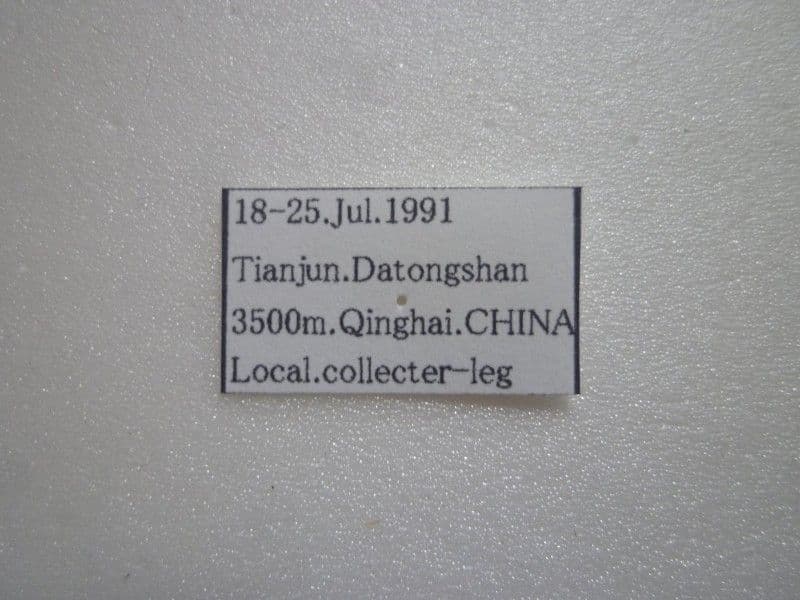 18-25.Jul.1991
Tianjun.Datongshan
3500m.Qinghai.CHINA
Local.collecter-leg